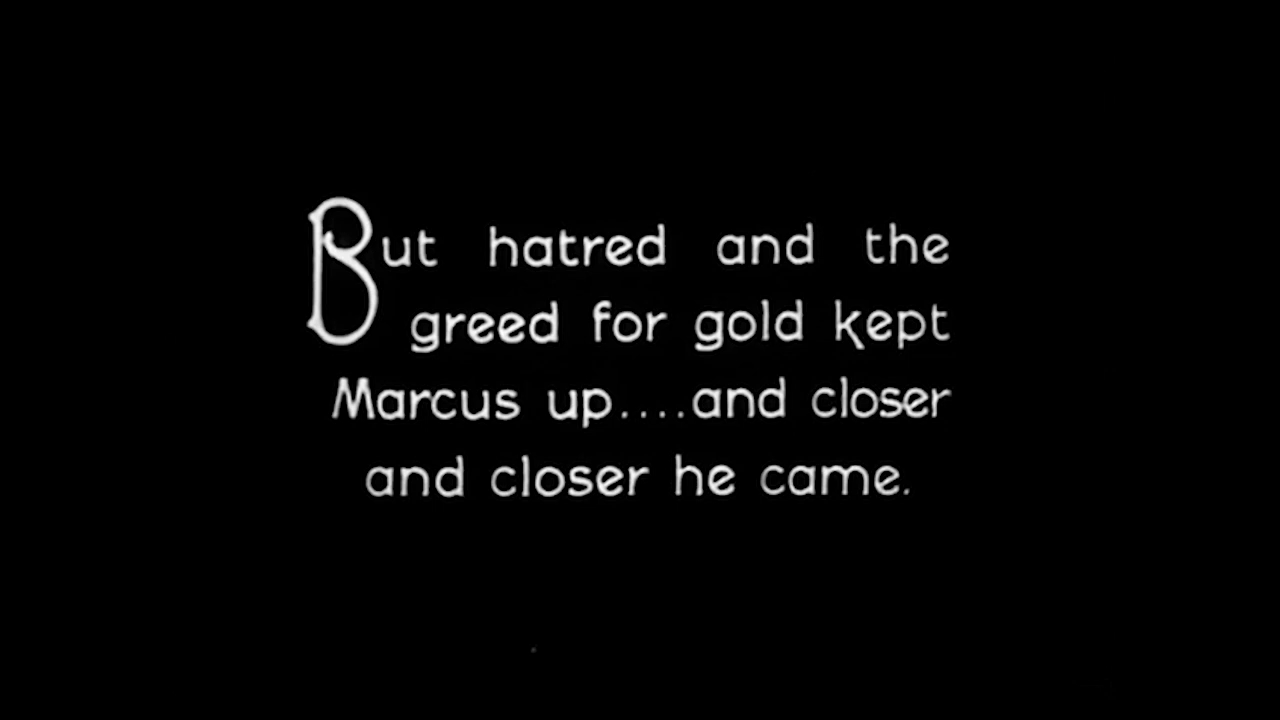 But hatred and the
greed for gold kept
Marcus up....and closer
and closer he came.